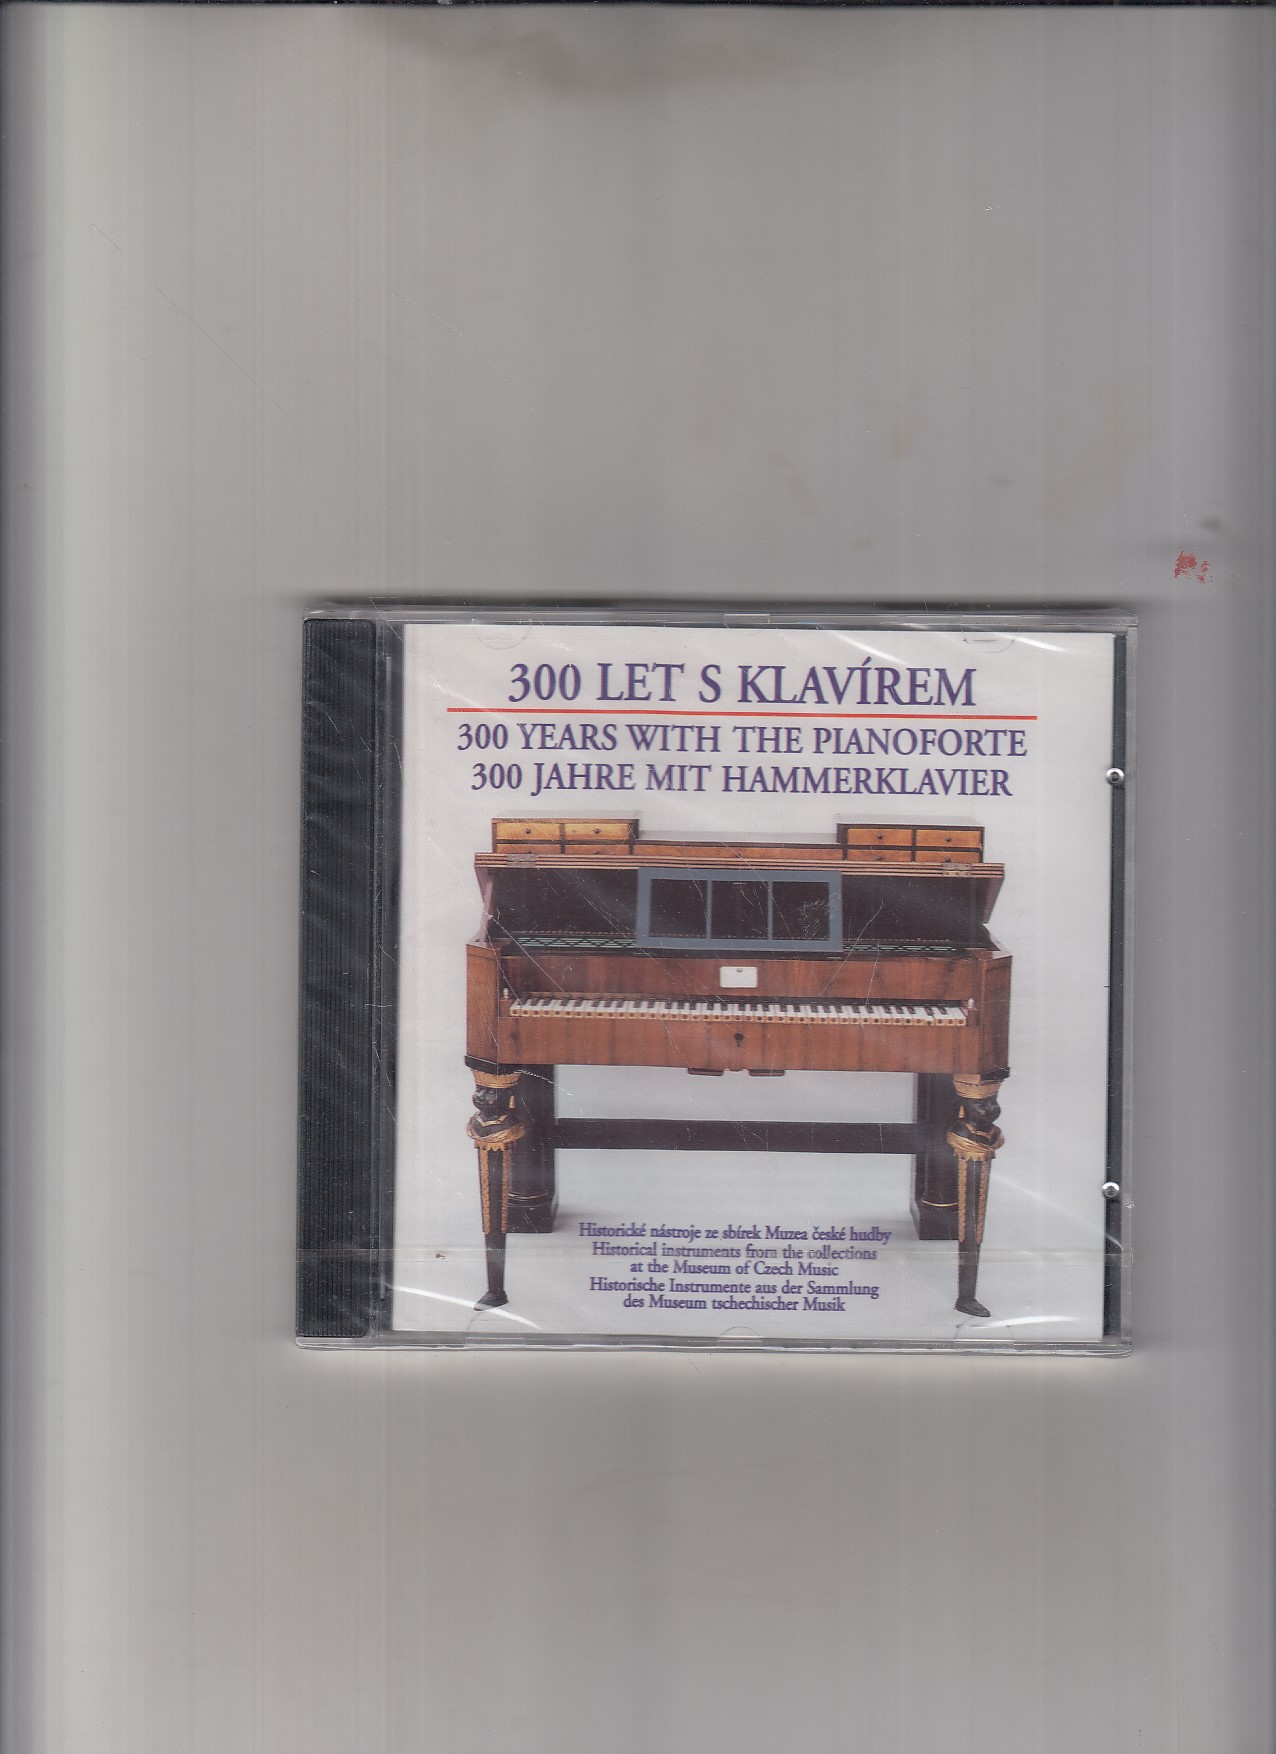 300 LET S KLAVÍREM
300 YEARS WITH THE PIANOFORTE
300 JAHRE MIT HAMMERKLAVIER
Historické nástroje ze sbírek Muzea české hudby
Historical instruments from the collections
at the Museum of Czech Music
Historische Instrumente aus der Sammlung
des Museum tschechischer Musik